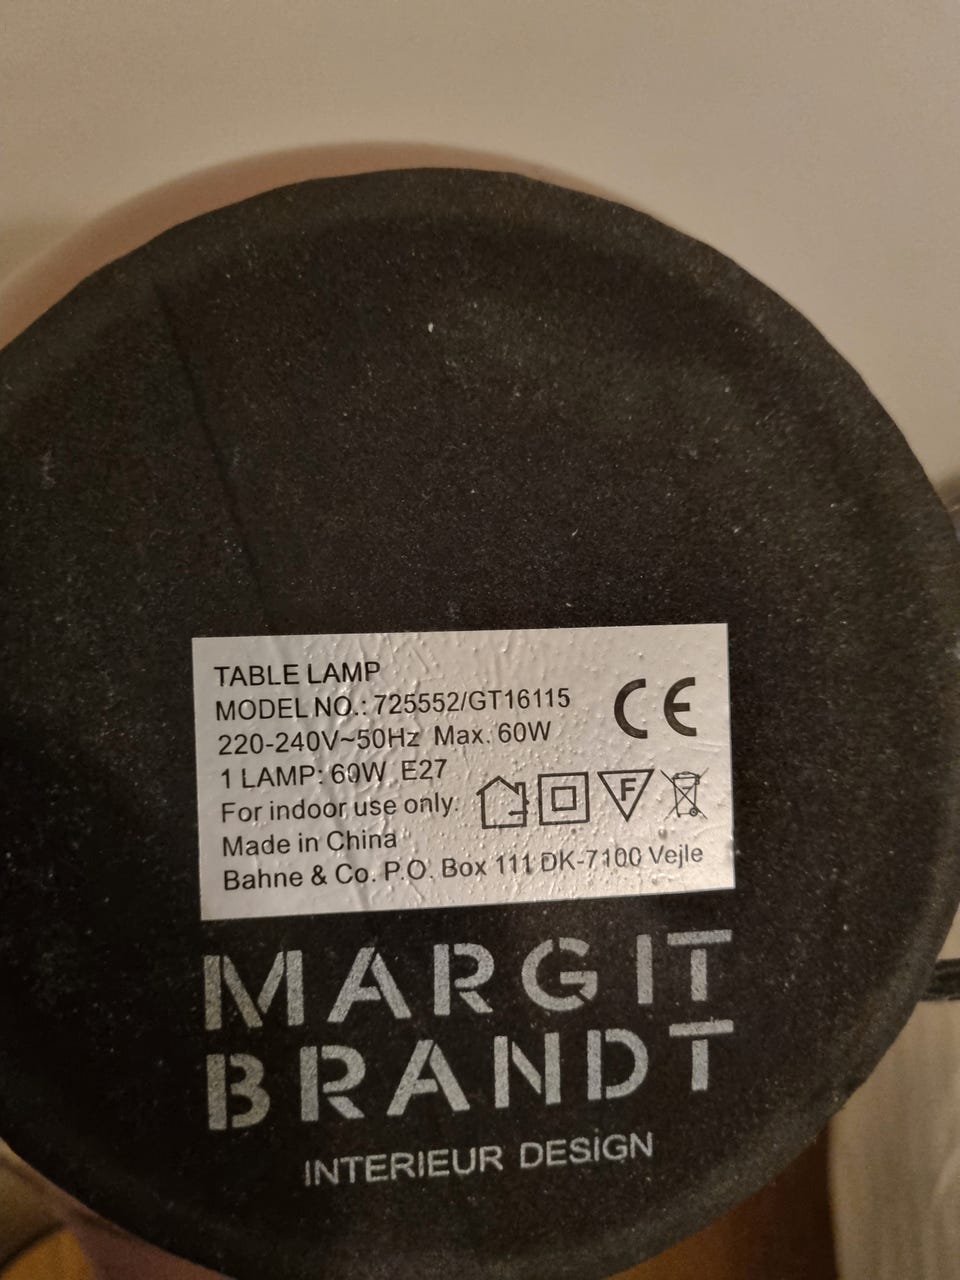 TABLE LAMP
MODEL NO.: 725552/GT16115
220-240V~50Hz Max. 60W
1 LAMP: 60W E27
For indoor use only.
Made in China
Bahne & Co. P.O. Box 111 DK-7100 Vejle
CE
F
MARGIT
BRANDT
INTERIEUR DESiGN